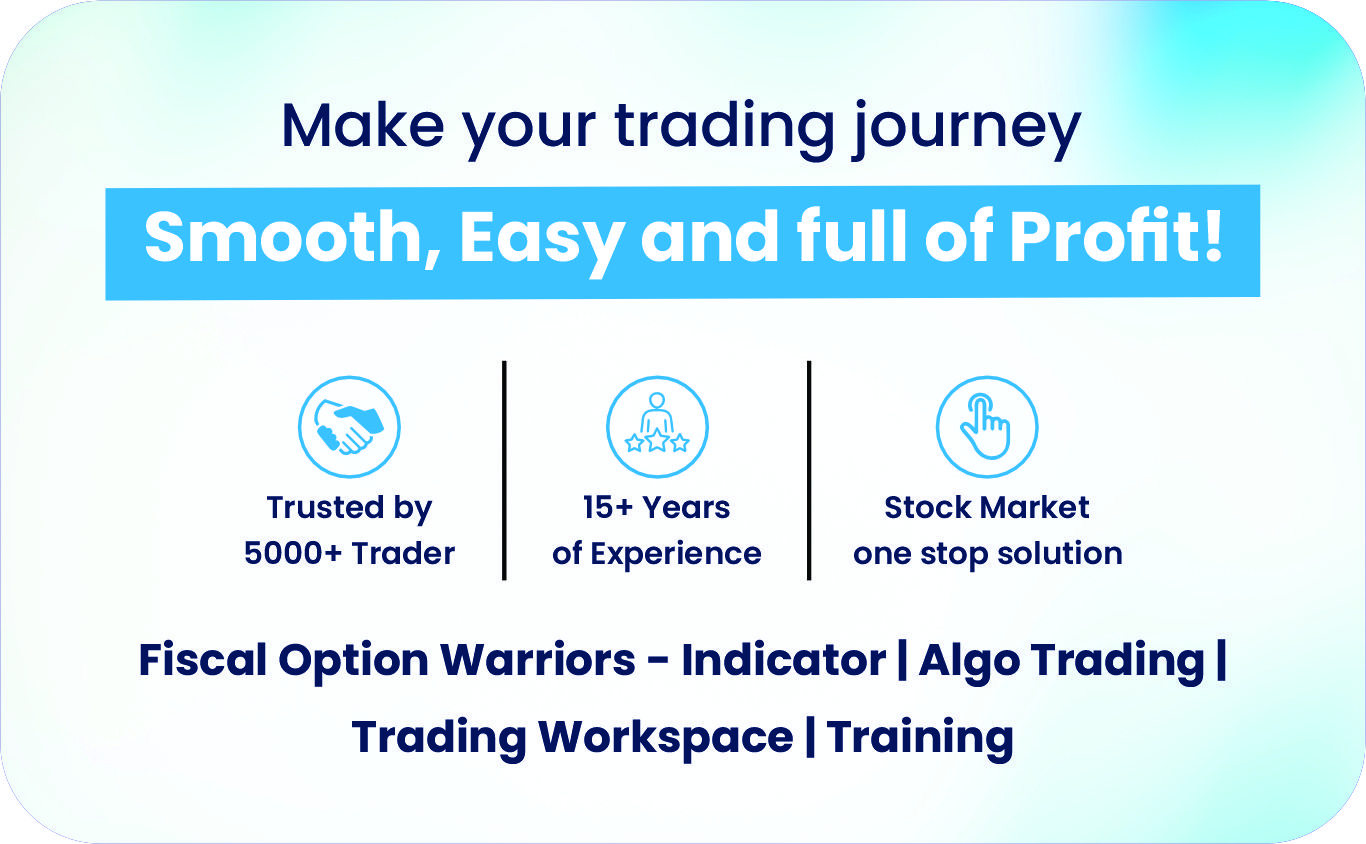 Make your trading journey
Smooth, Easy and full of Profit!
Trusted by
5000+ Trader
15+ Years
of Experience
Stock Market
one stop solution
Fiscal Option Warriors – Indicator | Algo Trading |
Trading Workspace | Training